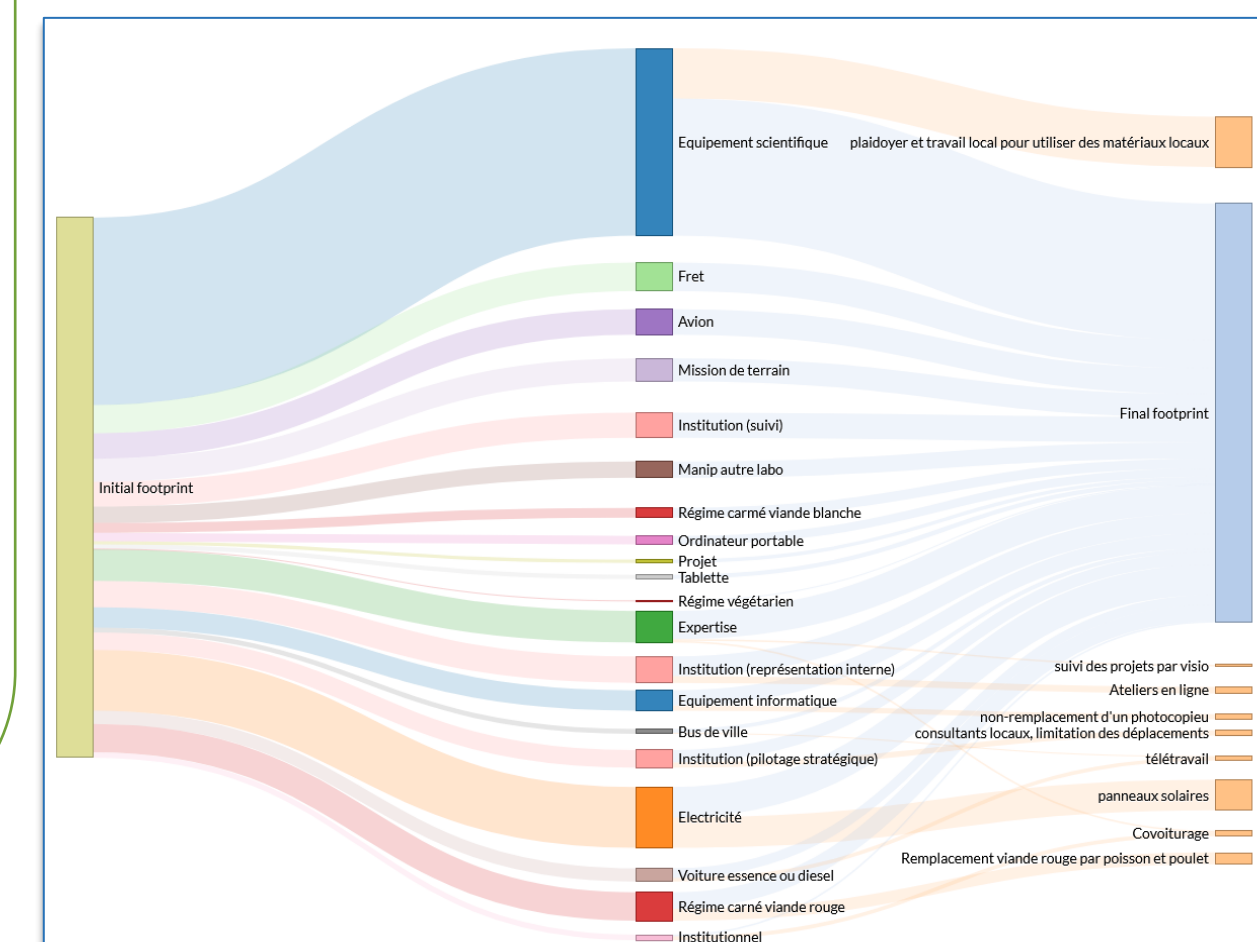 Initial footprint
Equipement scientifique
Fret
Avion
Mission de terrain
Institution (suivi)
Manip autre labo
Régime carmé viande blanche
Ordinateur portable
Projet
Tablette
Régime végétarien
Expertise
Institution (représentation interne)
Equipement informatique
Bus de ville
Institution (pilotage stratégique)
Electricité
Voiture essence ou diesel
Régime carné viande rouge
Institutionnel
plaidoyer et travail local pour utiliser des matériaux locaux
Final footprint
suivi des projets par visio
Ateliers en ligne
non-remplacement d'un photocopieu
consultants locaux, limitation des déplacements
télétravail
panneaux solaires
Covoiturage
Remplacement viande rouge par poisson et poulet